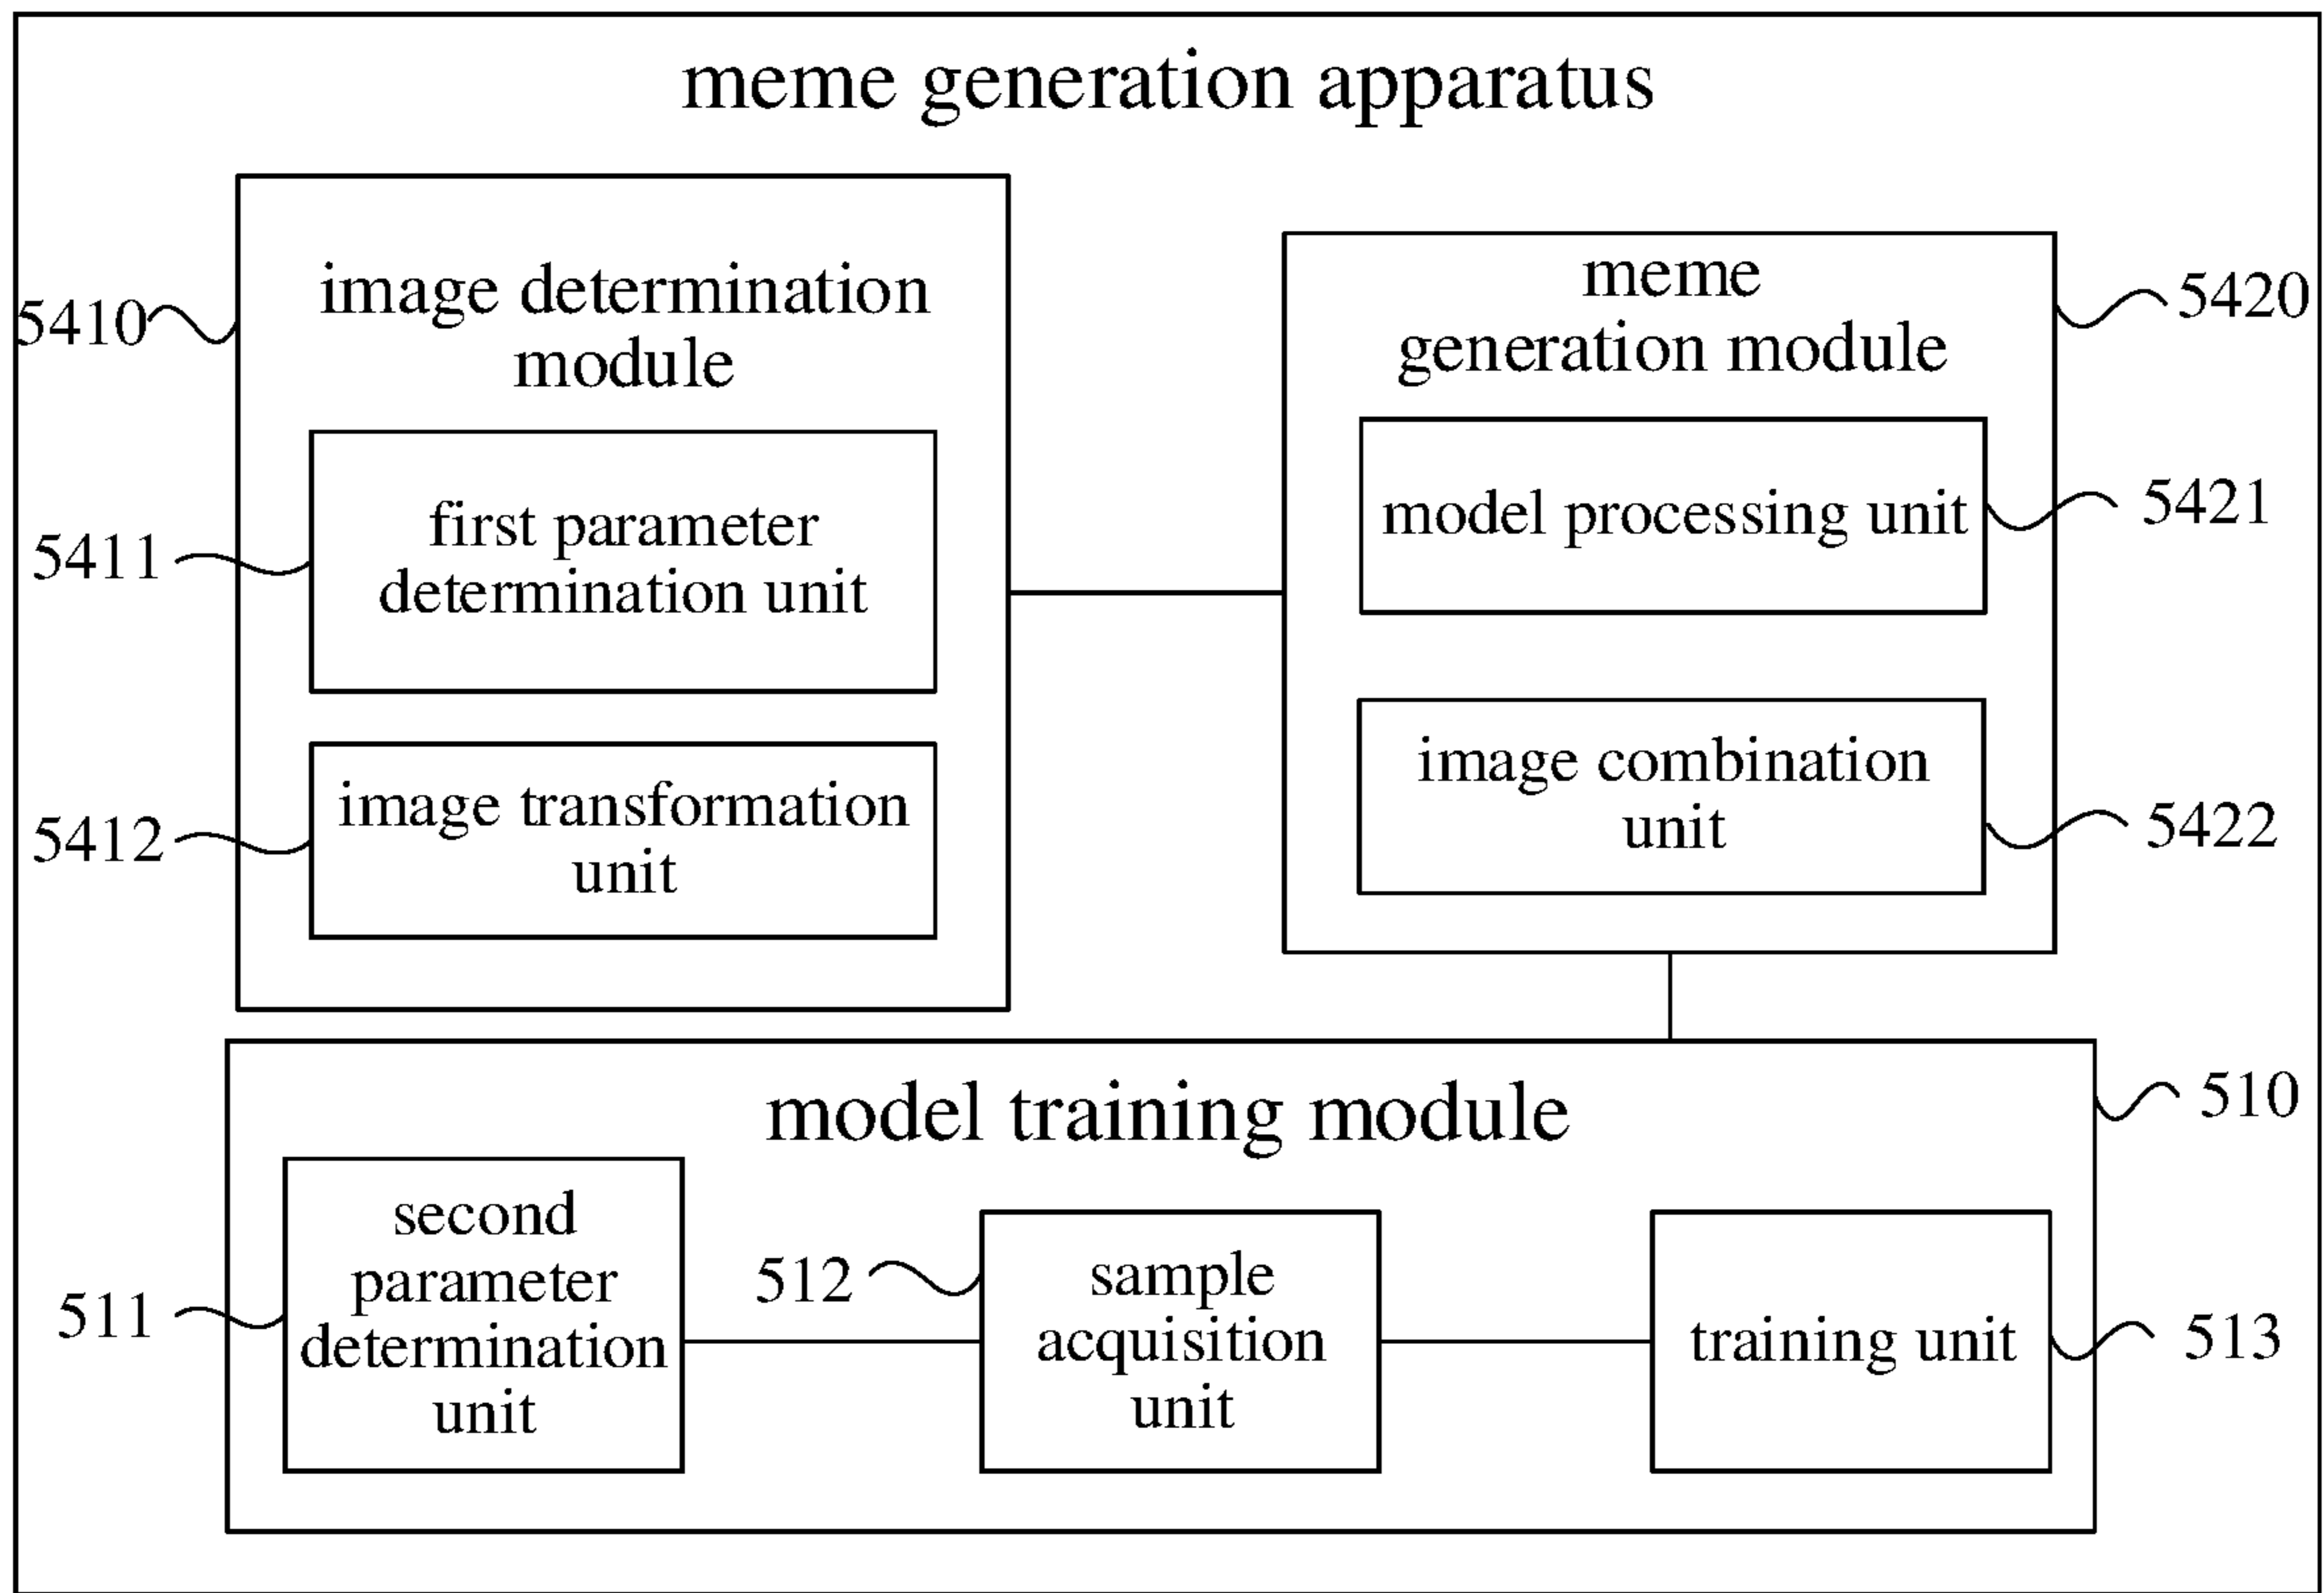 meme generation apparatus
5410
image determination
module
5411
first parameter
determination unit
5412
image transformation
unit
meme
generation module
5420
model processing unit
5421
image combination
unit
5422
model training module
510
511
second
parameter
determination
unit
512
sample
acquisition
unit
training unit
513